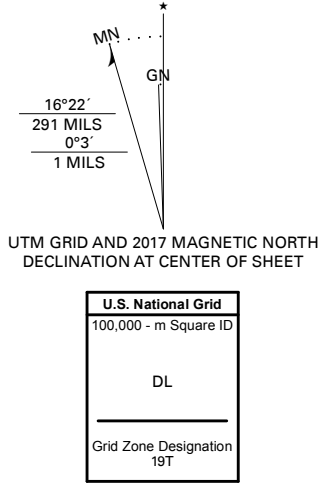 ★
MN
GN
16°22´
291 MILS
0°3´
1 MILS
UTM GRID AND 2017 MAGNETIC NORTH
DECLINATION AT CENTER OF SHEET
U.S. National Grid
100,000 - m Square ID
DL
Grid Zone Designation
19T